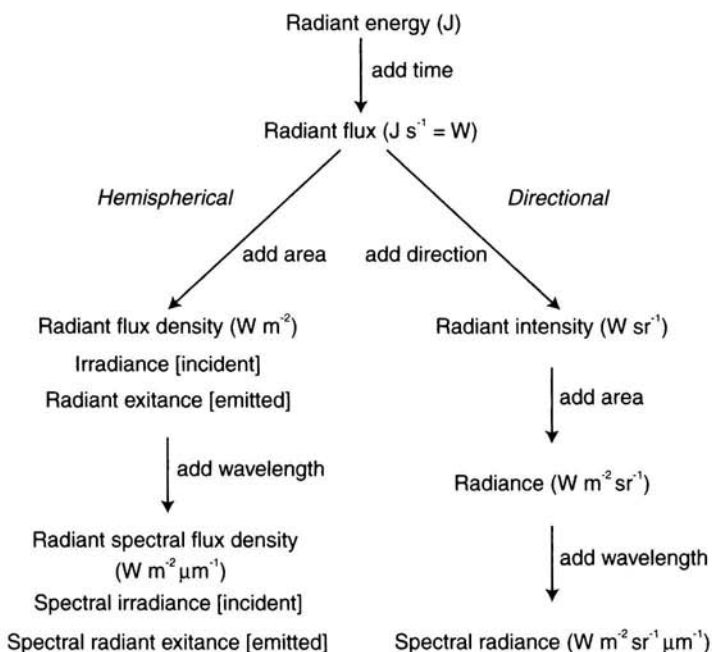 Radiant energy (J)
add time
Radiant flux (J s⁻¹ = W)
Hemispherical
Directional
add area
add direction
Radiant flux density (W m⁻²)
Irradiance [incident]
Radiant exitance [emitted]
Radiant intensity (W sr⁻¹)
add area
add wavelength
Radiance (W m⁻² sr⁻¹)
Radiant spectral flux density
(W m⁻² μm⁻¹)
Spectral irradiance [incident]
Spectral radiant exitance [emitted]
add wavelength
Spectral radiance (W m⁻² sr⁻¹ μm⁻¹)